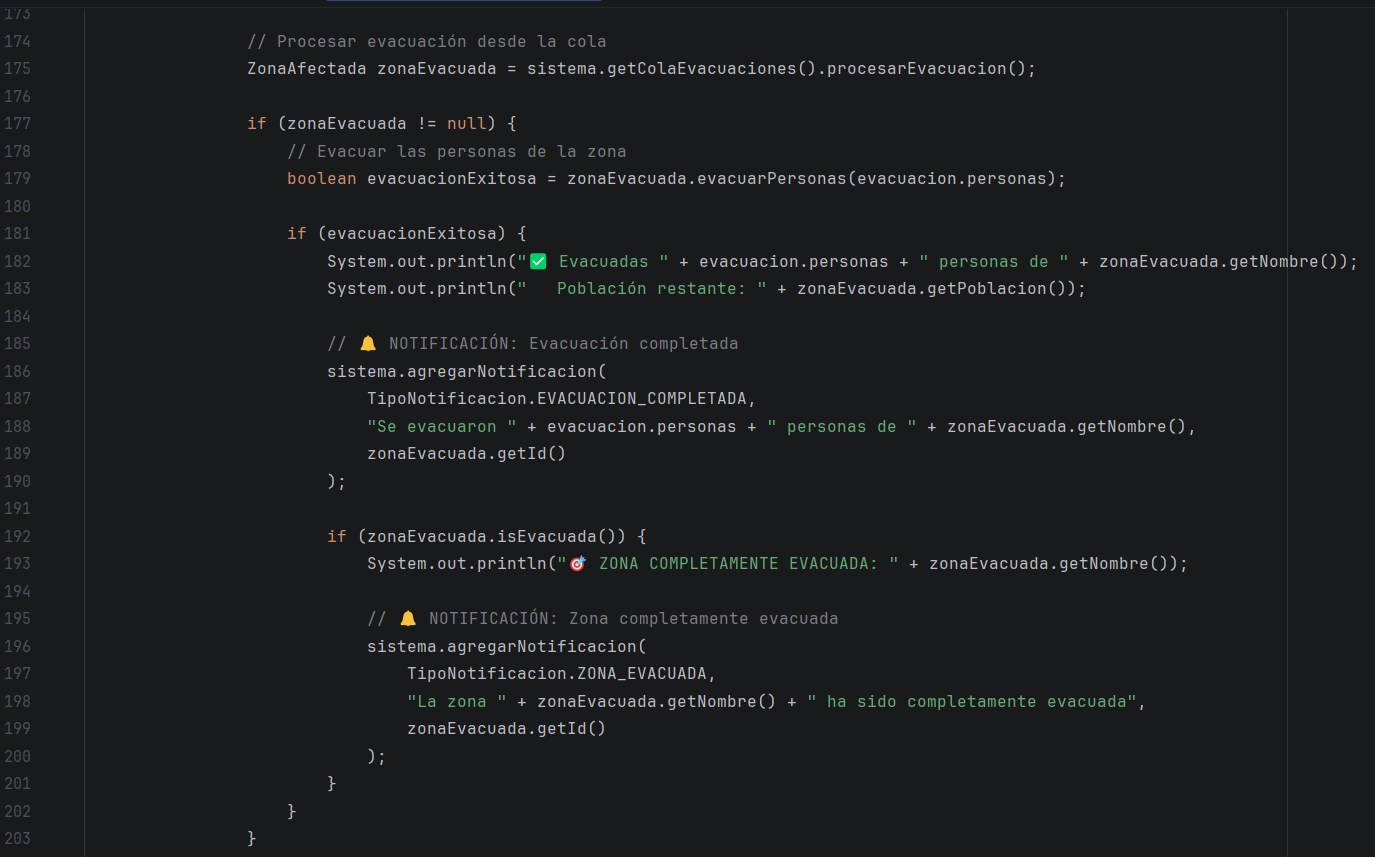 173
174 // Procesar evacuación desde la cola
175 ZonaAfectada zonaEvacuada = sistema.getColaEvacuaciones().procesarEvacuacion();
176
177 if (zonaEvacuada != null) {
178 // Evacuar las personas de la zona
179 boolean evacuacionExitosa = zonaEvacuada.evacuarPersonas(evacuacion.personas);
180
181 if (evacuacionExitosa) {
182 System.out.println("✅ Evacuadas " + evacuacion.personas + " personas de " + zonaEvacuada.getNombre());
183 System.out.println("   Población restante: " + zonaEvacuada.getPoblacion());
184
185 // 🔔 NOTIFICACIÓN: Evacuación completada
186 sistema.agregarNotificacion(
187 TipoNotificacion.EVACUACION_COMPLETADA,
188 "Se evacuaron " + evacuacion.personas + " personas de " + zonaEvacuada.getNombre(),
189 zonaEvacuada.getId()
190 );
191
192 if (zonaEvacuada.isEvacuada()) {
193 System.out.println("🎯 ZONA COMPLETAMENTE EVACUADA: " + zonaEvacuada.getNombre());
194
195 // 🔔 NOTIFICACIÓN: Zona completamente evacuada
196 sistema.agregarNotificacion(
197 TipoNotificacion.ZONA_EVACUADA,
198 "La zona " + zonaEvacuada.getNombre() + " ha sido completamente evacuada",
199 zonaEvacuada.getId()
200 );
201 }
202 }
203 }